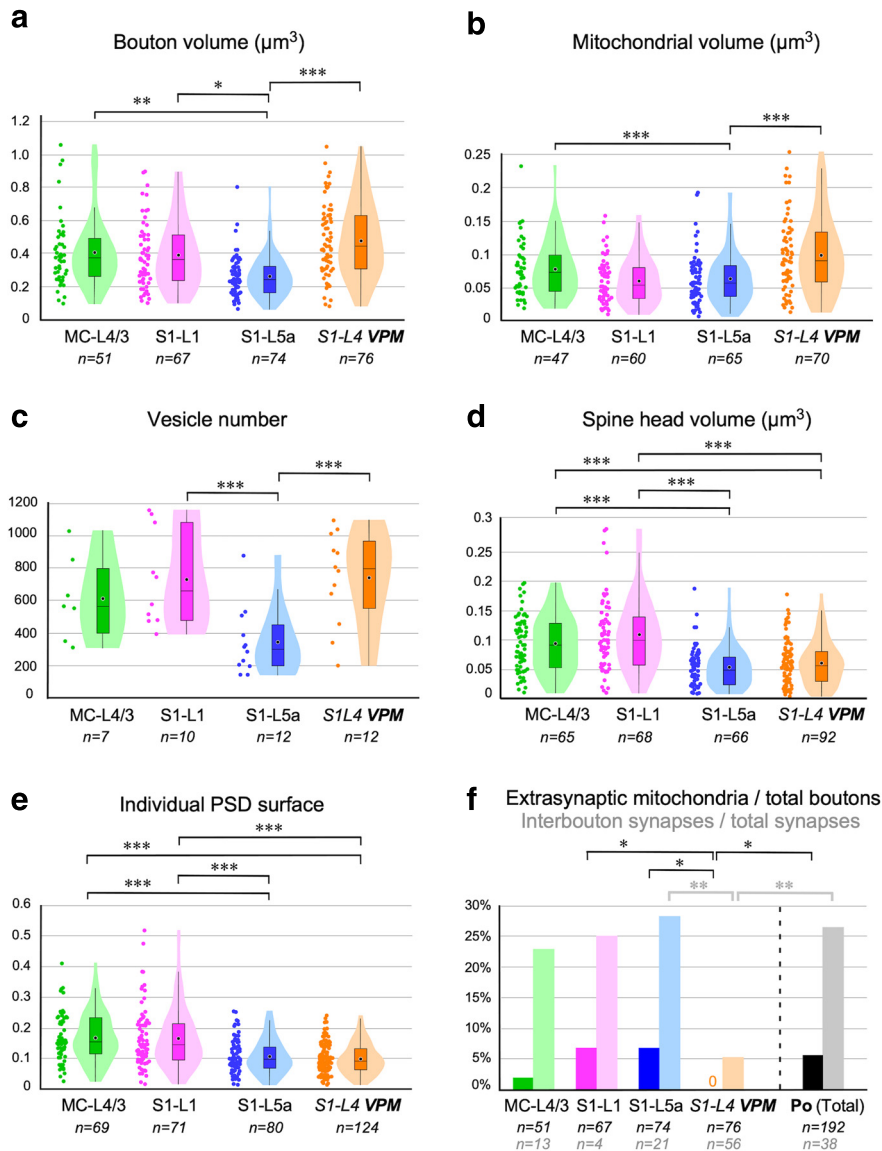 a
Bouton volume (µm³)
***
*
**
1.2
1.0
0.8
0.6
0.4
0.2
0
MC-L4/3 S1-L1 S1-L5a S1-L4 VPM
n=51 n=67 n=74 n=76
b
Mitochondrial volume (µm³)
***
***
0.25
0.2
0.15
0.1
0.05
0
MC-L4/3 S1-L1 S1-L5a S1-L4 VPM
n=47 n=60 n=65 n=70
c
Vesicle number
***
***
1200
1000
800
600
400
200
0
MC-L4/3 S1-L1 S1-L5a S1L4 VPM
n=7 n=10 n=12 n=12
d
Spine head volume (µm³)
***
***
***
***
0.3
0.25
0.2
0.15
0.1
0.05
0
MC-L4/3 S1-L1 S1-L5a S1-L4 VPM
n=65 n=68 n=66 n=92
e
Individual PSD surface
***
***
***
***
0.6
0.5
0.4
0.3
0.2
0.1
0
MC-L4/3 S1-L1 S1-L5a S1-L4 VPM
n=69 n=71 n=80 n=124
f
Extrasynaptic mitochondria / total boutons
Interbouton synapses / total synapses
* *
*
** **
30%
25%
20%
15%
10%
5%
0%
0
MC-L4/3 S1-L1 S1-L5a S1-L4 VPM Po (Total)
n=51 n=67 n=74 n=76 n=192
n=13 n=4 n=21 n=56 n=38